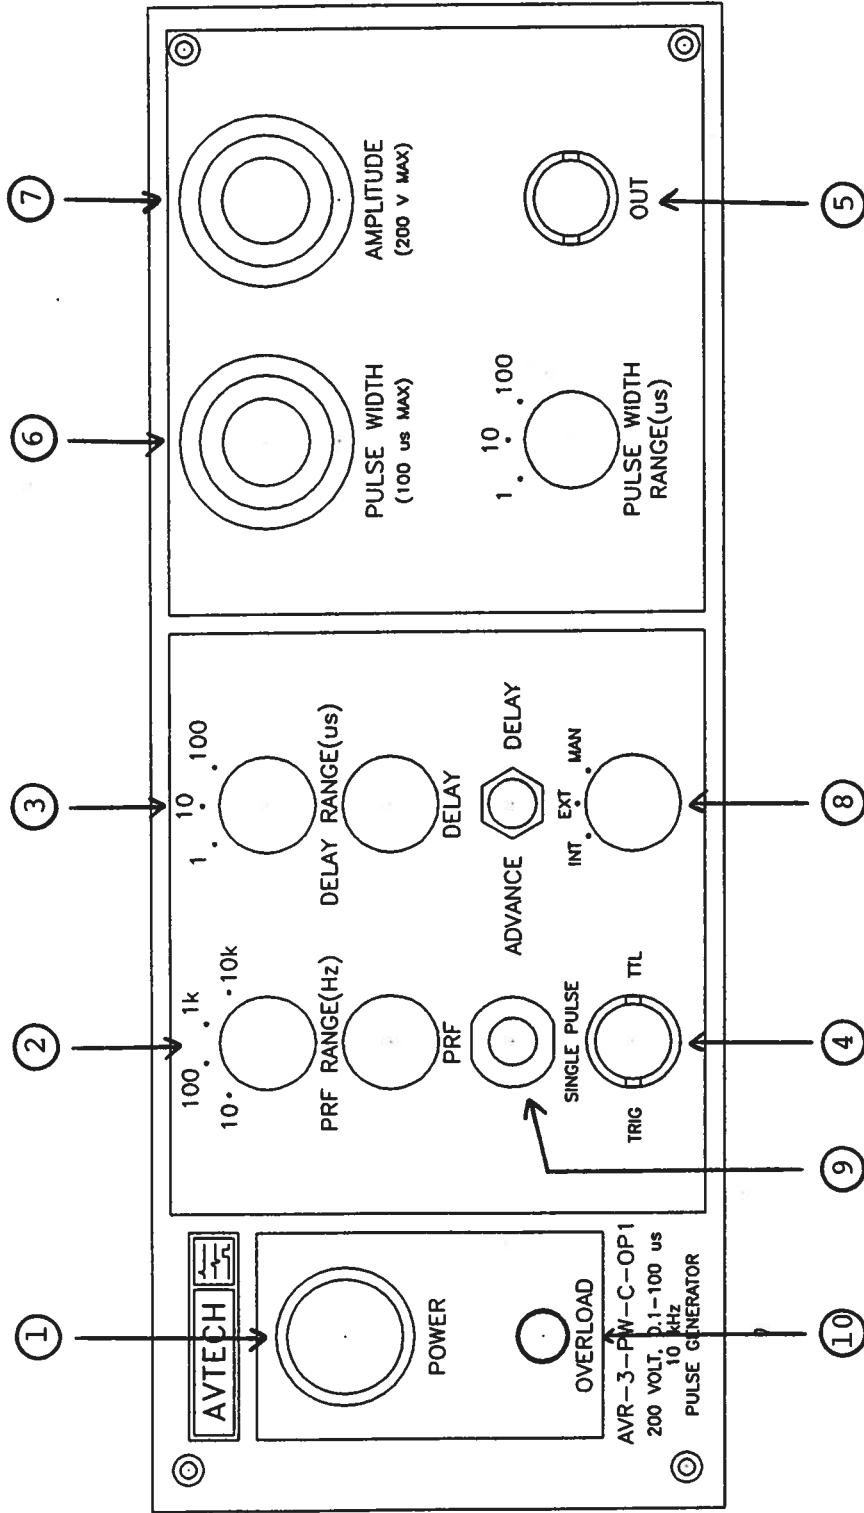 1
2
3
6
7
AVTECH
POWER
OVERLOAD
AVR-3-PW-C-OP1
200 VOLT, 0.1-100 us
10 kHz
PULSE GENERATOR
10 100 1k 10k
PRF RANGE(Hz)
PRF
SINGLE PULSE
TRIG TTL
1 10 100
DELAY RANGE(us)
DELAY
ADVANCE DELAY
INT EXT MAN
PULSE WIDTH
(100 us MAX)
1 10 100
PULSE WIDTH
RANGE(us)
AMPLITUDE
(200 V MAX)
OUT
10
9
4
8
5